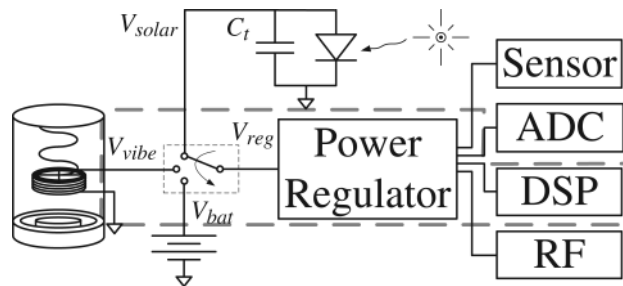 V_solar
C_t
Sensor
V_vibe
V_reg
Power
Regulator
ADC
DSP
V_bat
RF